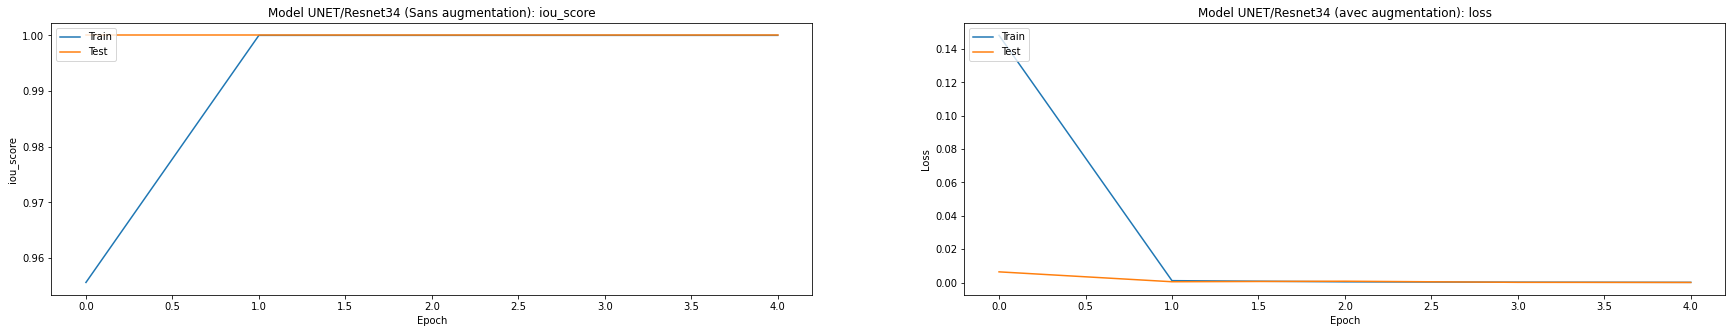 Model UNET/Resnet34 (Sans augmentation): iou_score
Train
Test
1.00
0.99
0.98
0.97
0.96
iou_score
0.0 0.5 1.0 1.5 2.0 2.5 3.0 3.5 4.0
Epoch
Model UNET/Resnet34 (avec augmentation): loss
Train
Test
0.14
0.12
0.10
0.08
0.06
0.04
0.02
0.00
Loss
0.0 0.5 1.0 1.5 2.0 2.5 3.0 3.5 4.0
Epoch